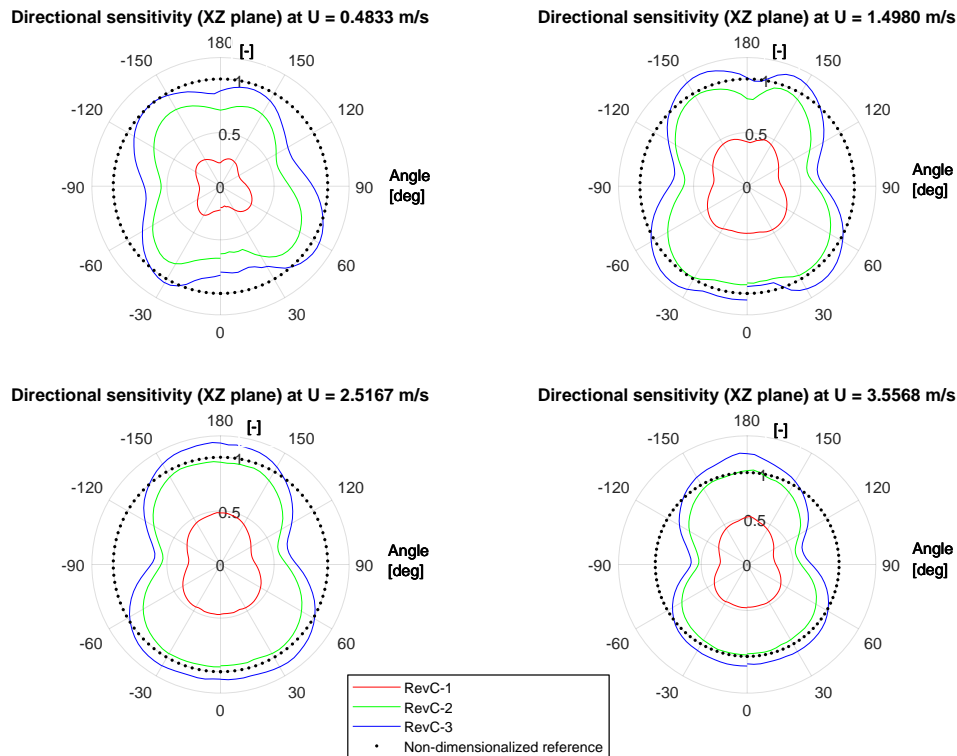 Directional sensitivity (XZ plane) at U = 0.4833 m/s
180 [-]
-150 150
1
-120 120
0.5
Angle
-90 0 90
[deg]
-60 60
-30 30
0
Directional sensitivity (XZ plane) at U = 1.4980 m/s
180 [-]
-150 150
1
-120 120
0.5
Angle
-90 0 90
[deg]
-60 60
-30 30
0
Directional sensitivity (XZ plane) at U = 2.5167 m/s
180 [-]
-150 150
1
-120 120
0.5
Angle
-90 0 90
[deg]
-60 60
-30 30
0
Directional sensitivity (XZ plane) at U = 3.5568 m/s
180 [-]
-150 150
1
-120 120
0.5
Angle
-90 0 90
[deg]
-60 60
-30 30
0
RevC-1
RevC-2
RevC-3
Non-dimensionalized reference